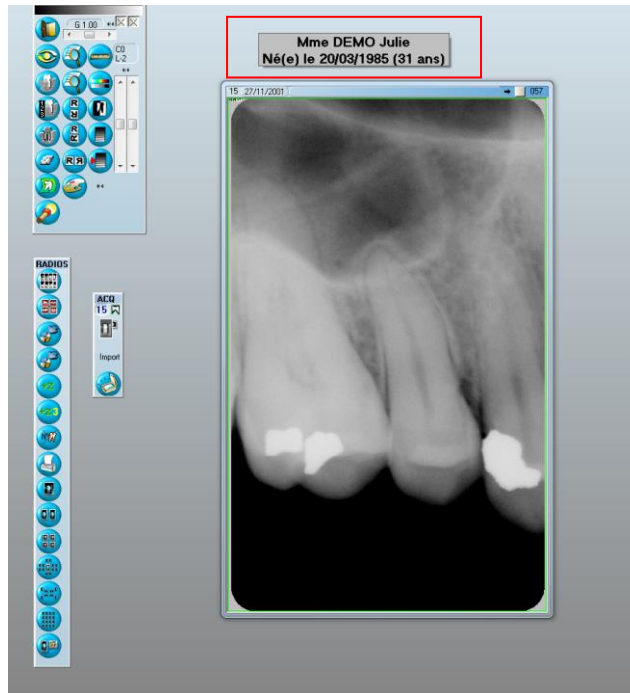 G 1.00
C0
L-2
Mme DEMO Julie
Né(e) le 20/03/1985 (31 ans)
15 27/11/2001
057
RADIOS
ACQ
15
Import